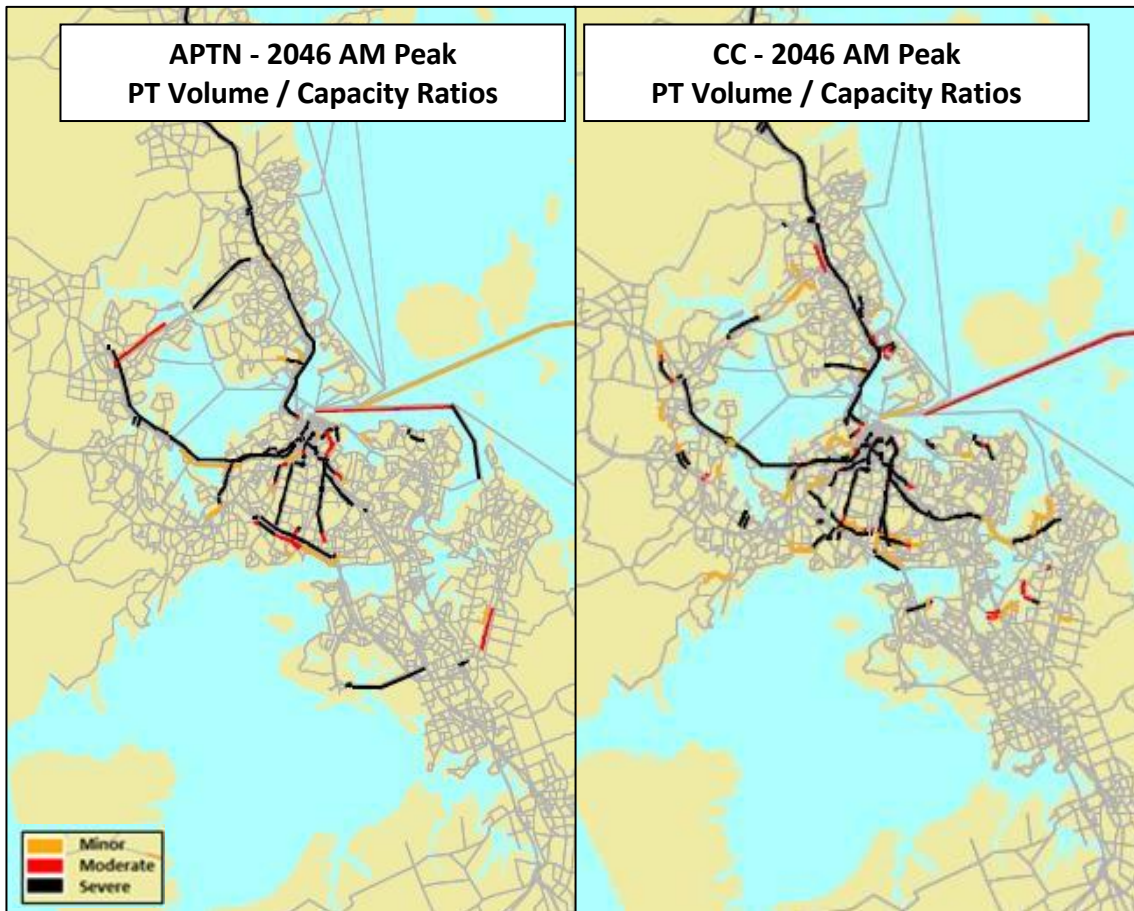 APTN - 2046 AM Peak
PT Volume / Capacity Ratios
CC - 2046 AM Peak
PT Volume / Capacity Ratios
Minor
Moderate
Severe